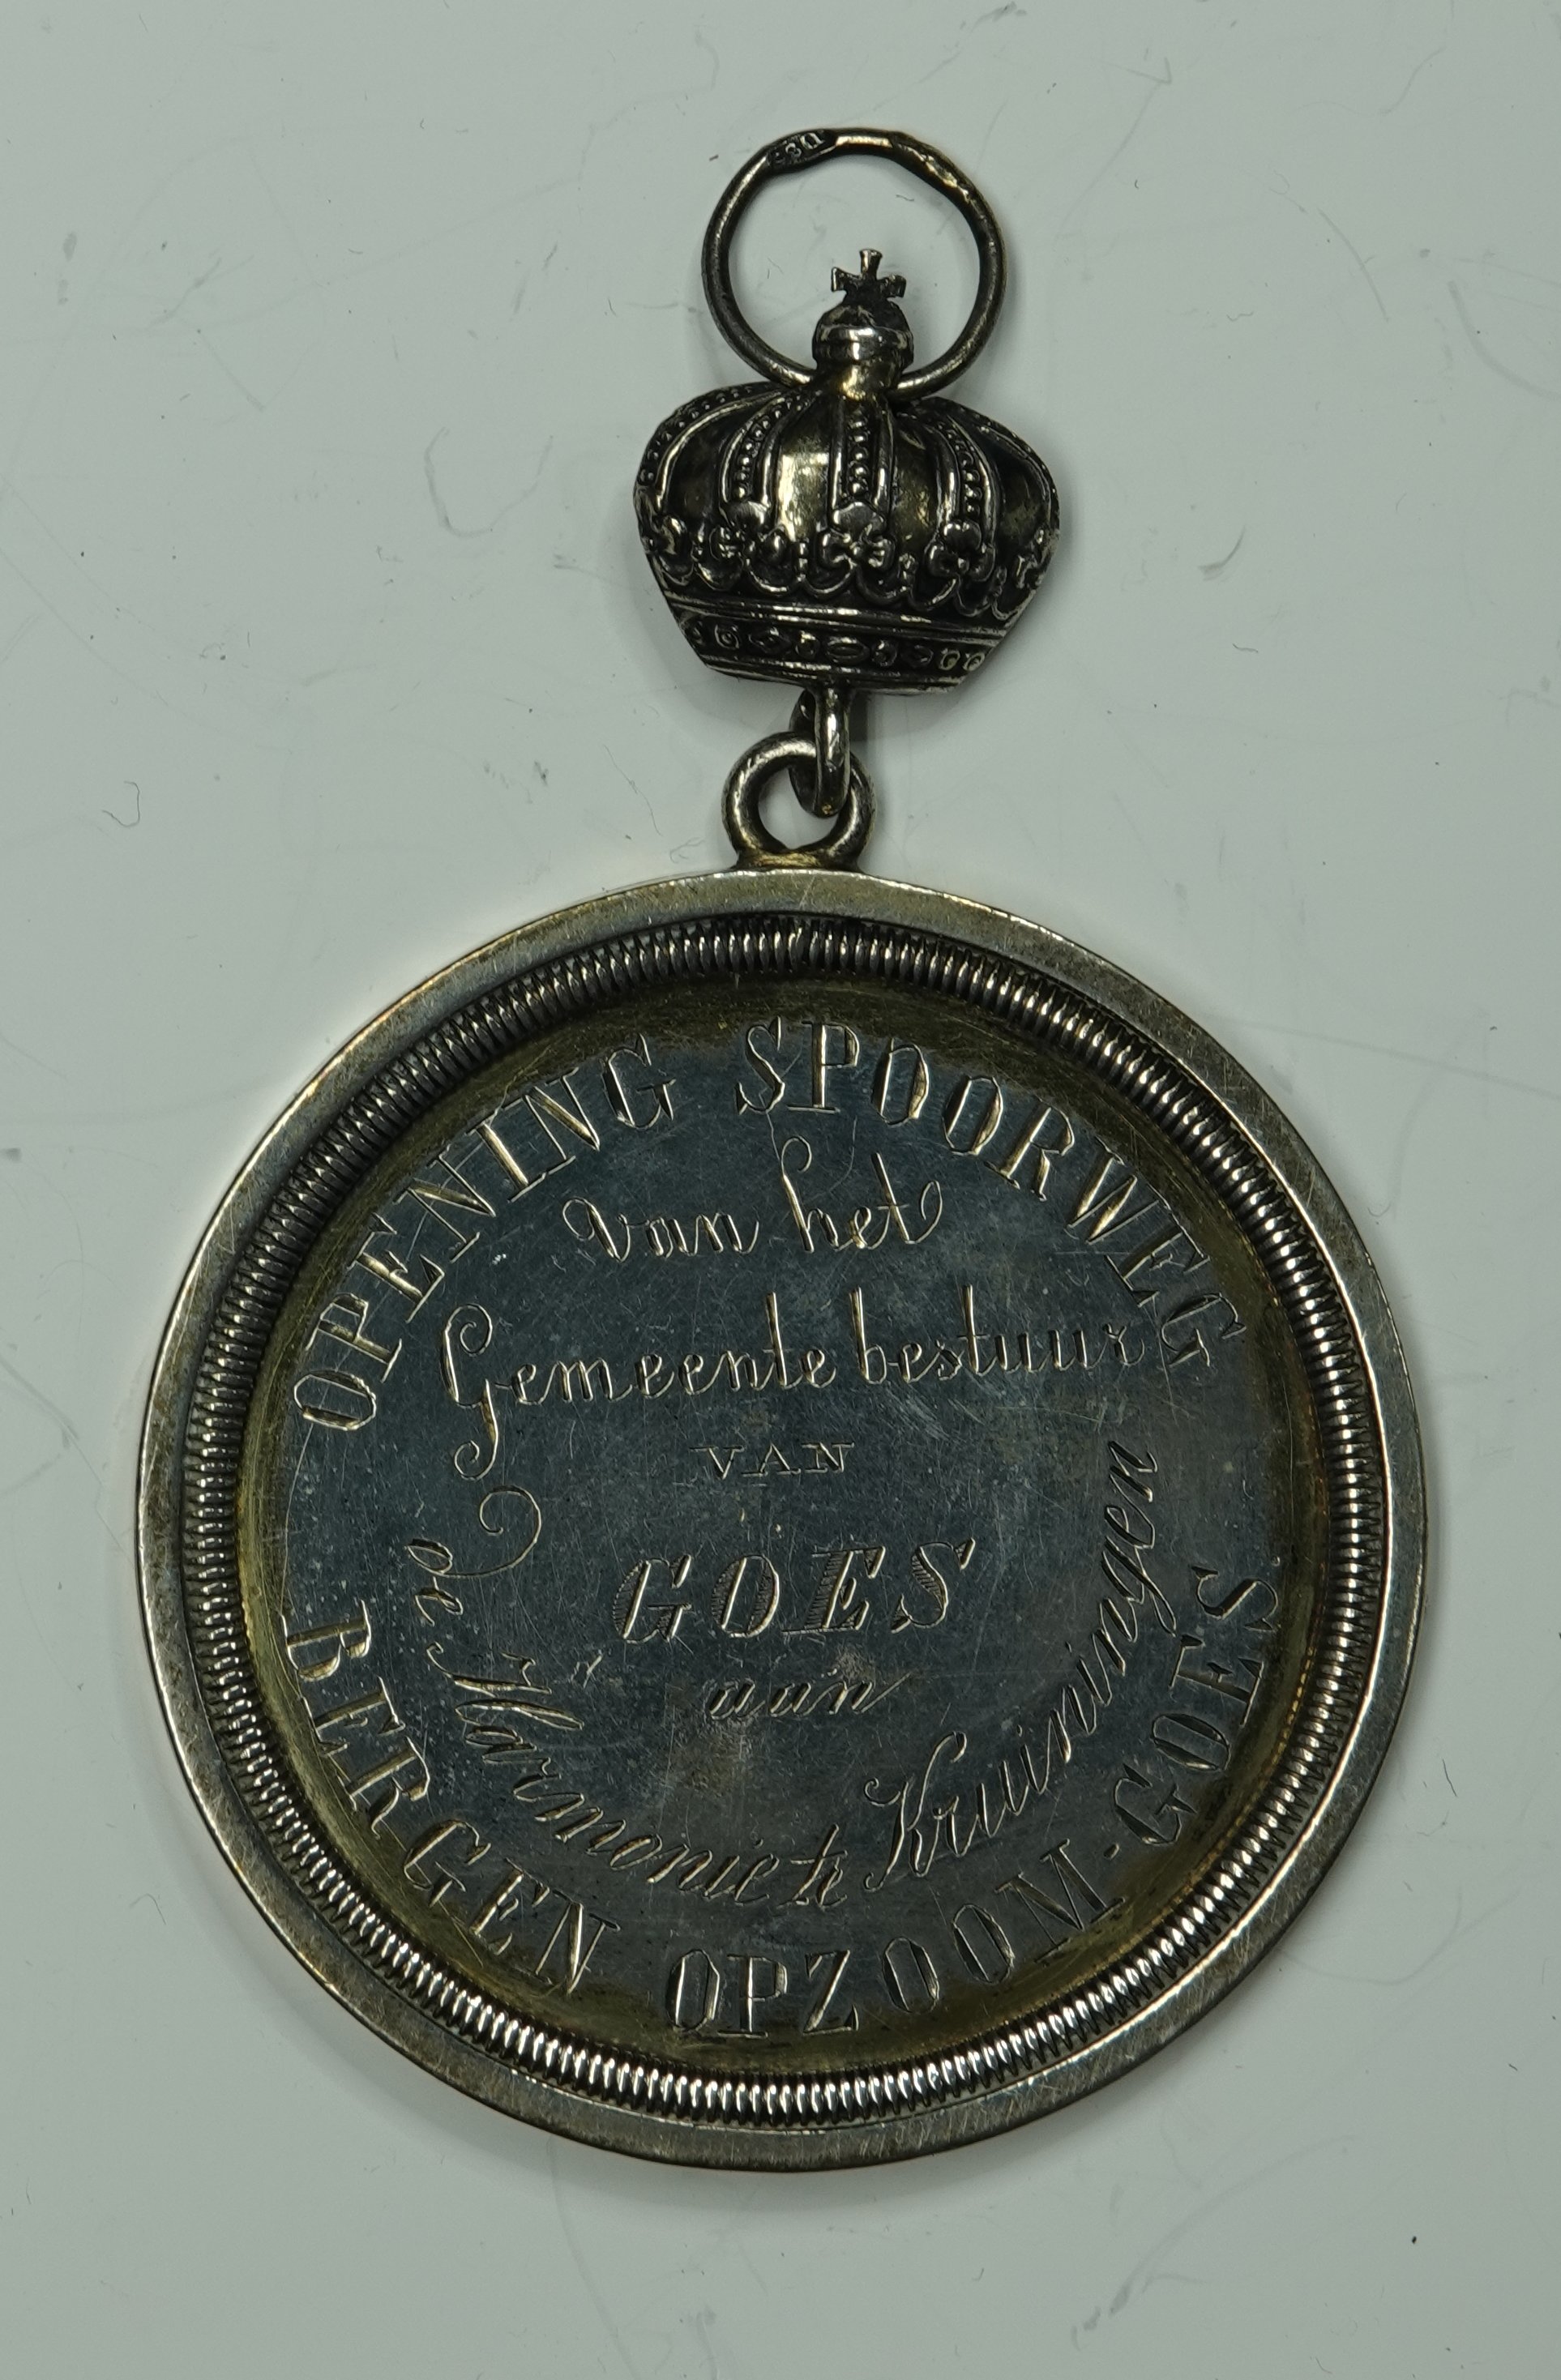 OPENING SPOORWEG
van het
Gemeente bestuur
VAN
GOES
aan
de Harmonie te Kruiningen
BERGEN OPZOOM-GOES.